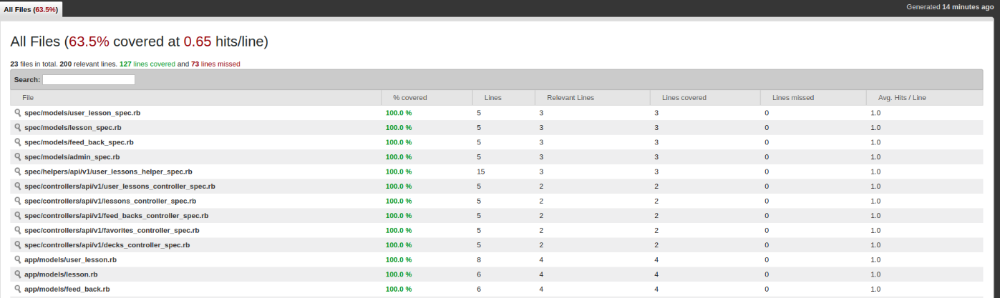 All Files (63.5%)
Generated 14 minutes ago
All Files (63.5% covered at 0.65 hits/line)
23 files in total. 200 relevant lines. 127 lines covered and 73 lines missed
Search:
File % covered Lines Relevant Lines Lines covered Lines missed Avg. Hits / Line
spec/models/user_lesson_spec.rb 100.0 % 5 3 3 0 1.0
spec/models/lesson_spec.rb 100.0 % 5 3 3 0 1.0
spec/models/feed_back_spec.rb 100.0 % 5 3 3 0 1.0
spec/models/admin_spec.rb 100.0 % 5 3 3 0 1.0
spec/helpers/api/v1/user_lessons_helper_spec.rb 100.0 % 15 3 3 0 1.0
spec/controllers/api/v1/user_lessons_controller_spec.rb 100.0 % 5 2 2 0 1.0
spec/controllers/api/v1/lessons_controller_spec.rb 100.0 % 5 2 2 0 1.0
spec/controllers/api/v1/feed_backs_controller_spec.rb 100.0 % 5 2 2 0 1.0
spec/controllers/api/v1/favorites_controller_spec.rb 100.0 % 5 2 2 0 1.0
spec/controllers/api/v1/decks_controller_spec.rb 100.0 % 5 2 2 0 1.0
app/models/user_lesson.rb 100.0 % 8 4 4 0 1.0
app/models/lesson.rb 100.0 % 6 4 4 0 1.0
app/models/feed_back.rb 100.0 % 6 4 4 0 1.0